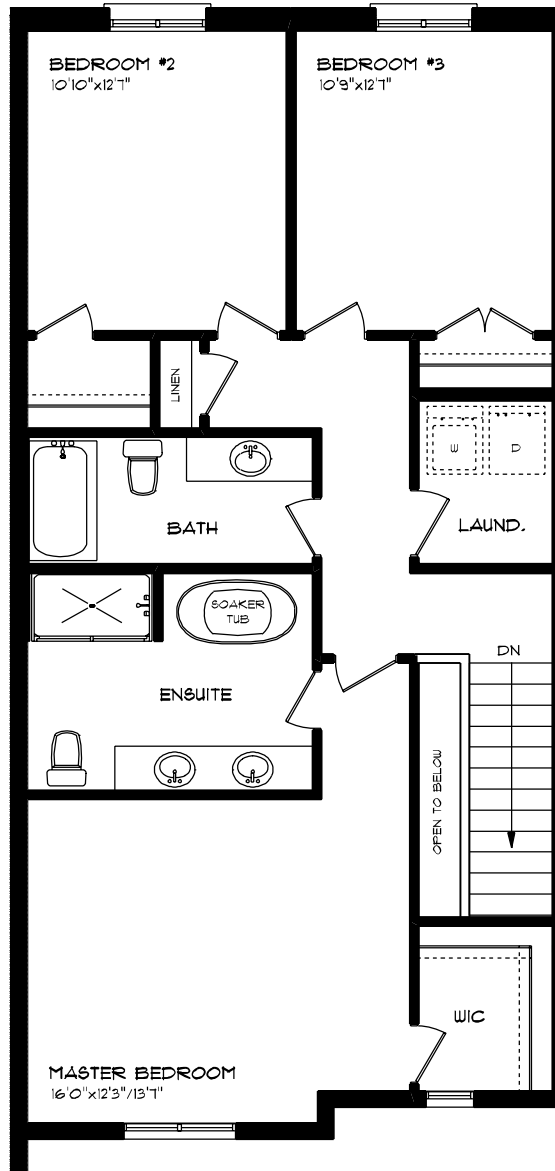 BEDROOM #2
10'10"x12'7"
BEDROOM #3
10'9"x12'7"
LINEN
W
D
BATH
LAUND.
SOAKER
TUB
ENSUITE
DN
OPEN TO BELOW
WIC
MASTER BEDROOM
16'0"x12'3"/13'7"